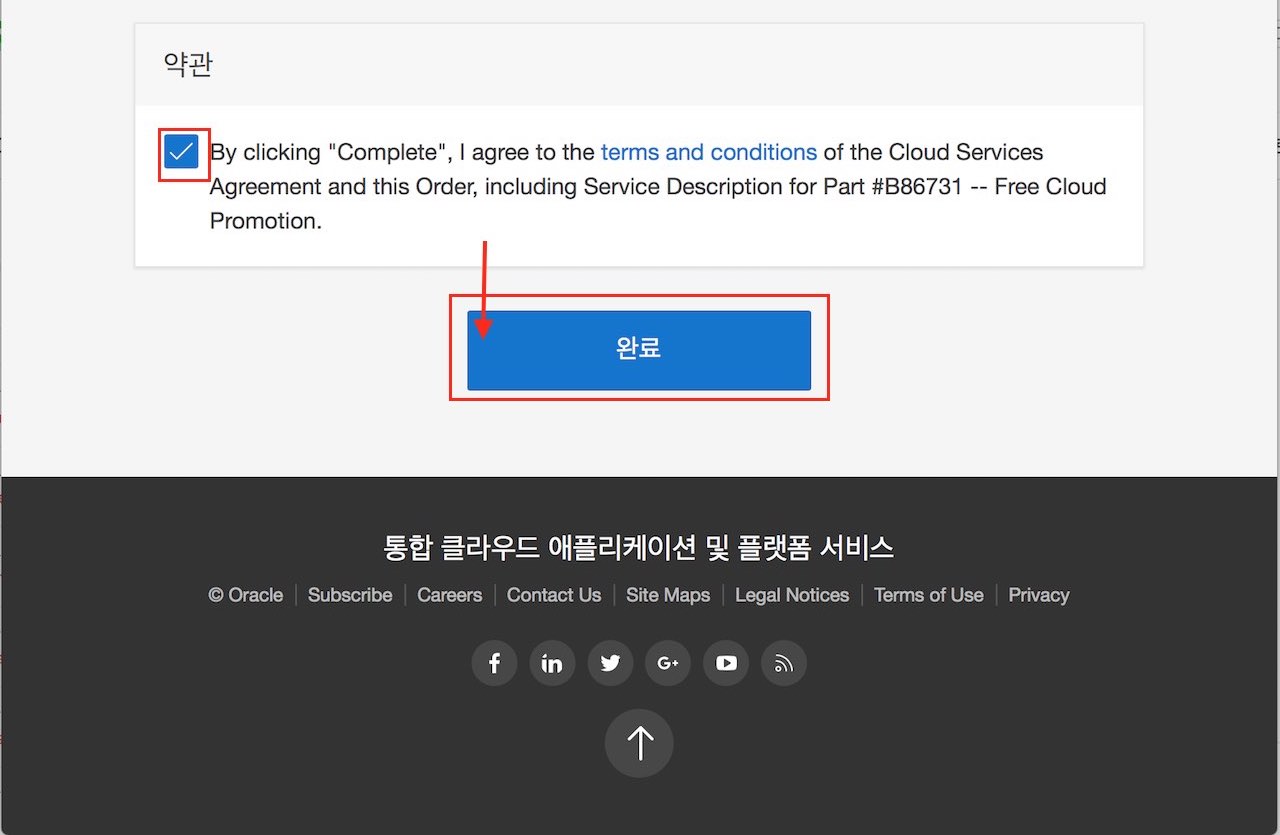 약관
By clicking "Complete", I agree to the terms and conditions of the Cloud Services
Agreement and this Order, including Service Description for Part #B86731 -- Free Cloud
Promotion.
완료
통합 클라우드 애플리케이션 및 플랫폼 서비스
© Oracle Subscribe Careers Contact Us Site Maps Legal Notices Terms of Use Privacy